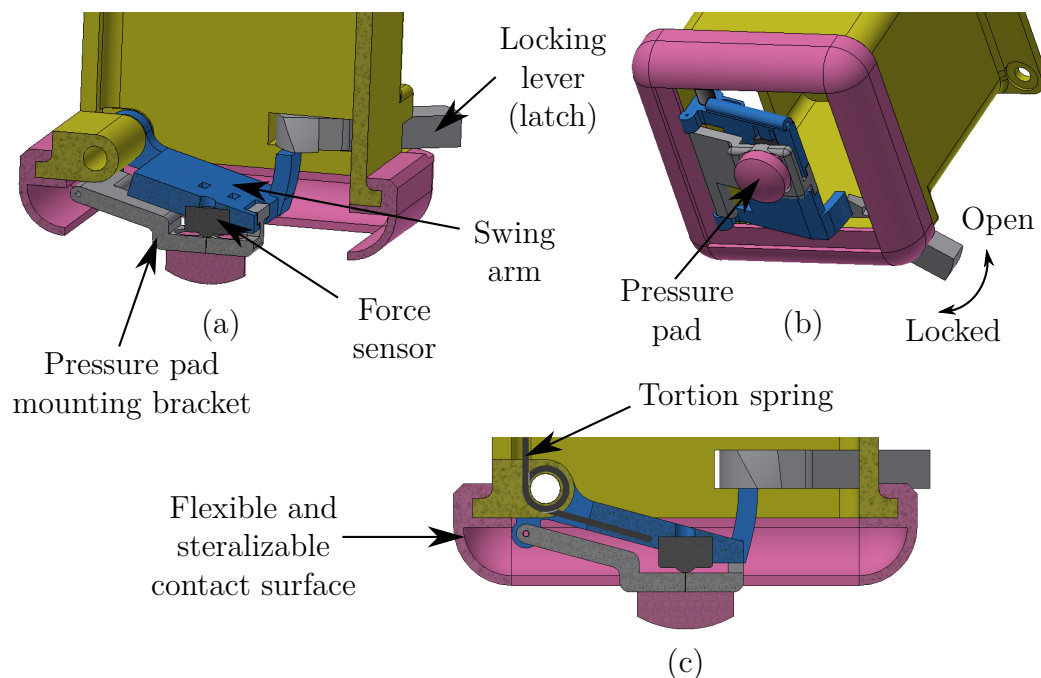 Locking
lever
(latch)
Swing
arm
Force
sensor
(a)
Pressure pad
mounting bracket
Open
Pressure
pad
(b)
Locked
Tortion spring
Flexible and
steralizable
contact surface
(c)